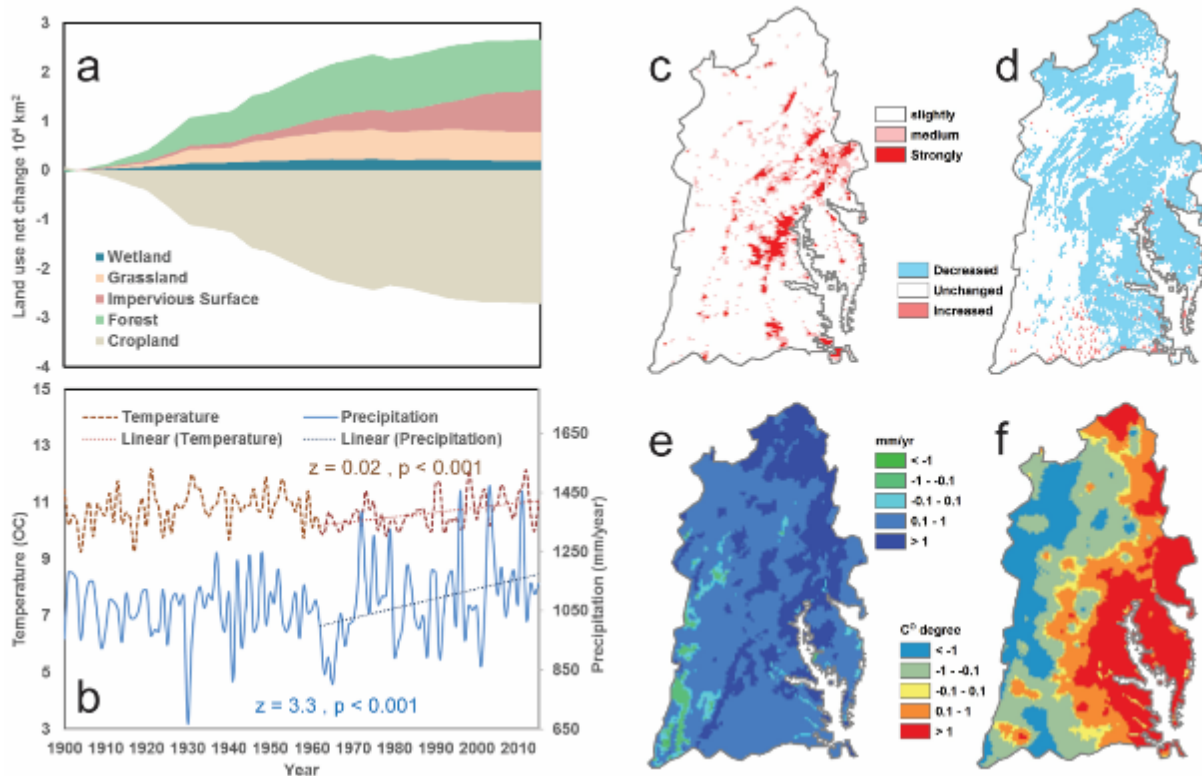 3
2
1
0
-1
-2
-3
-4
Land use net change 10⁴ km²
a
Wetland
Grassland
Impervious Surface
Forest
Cropland
15
13
11
9
7
5
3
Temperature (OC)
Temperature
Precipitation
Linear (Temperature)
Linear (Precipitation)
z = 0.02 , p < 0.001
z = 3.3 , p < 0.001
b
1650
1450
1250
1050
850
650
Precipitation (mm/year)
1900 1910 1920 1930 1940 1950 1960 1970 1980 1990 2000 2010
Year
c
slightly
medium
Strongly
d
Decreased
Unchanged
Increased
e
mm/yr
< -1
-1 - -0.1
-0.1 - 0.1
0.1 - 1
> 1
f
C⁰ degree
< -1
-1 - -0.1
-0.1 - 0.1
0.1 - 1
> 1